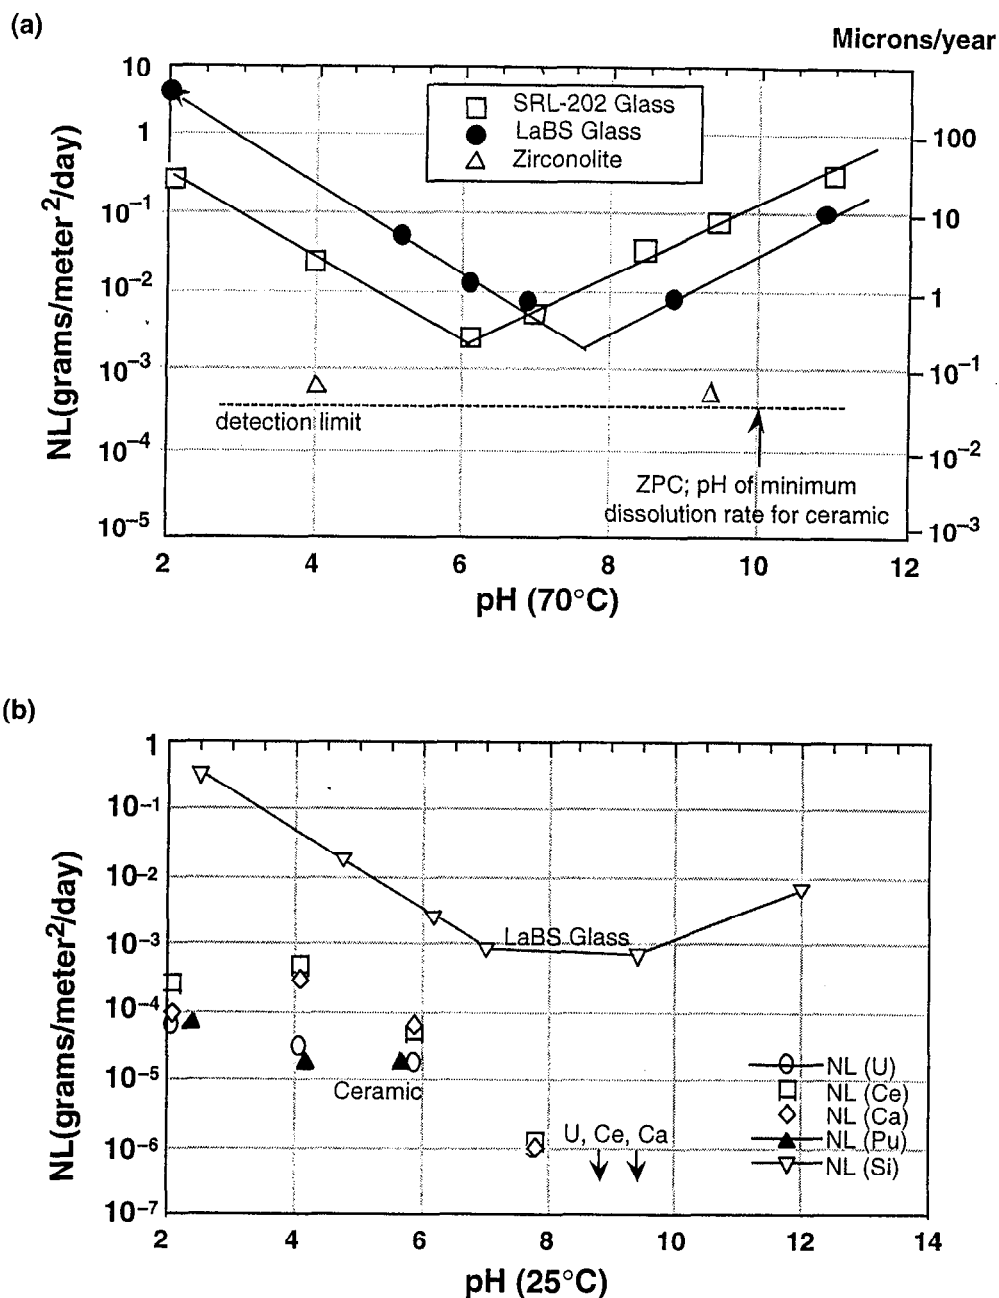 (a)
Microns/year
10
1
10⁻¹
10⁻²
10⁻³
10⁻⁴
10⁻⁵
NL(grams/meter²/day)
SRL-202 Glass
LaBS Glass
Zirconolite
100
10
1
10⁻¹
10⁻²
10⁻³
detection limit
ZPC; pH of minimum
dissolution rate for ceramic
2 4 6 8 10 12
pH (70°C)
(b)
1
10⁻¹
10⁻²
10⁻³
10⁻⁴
10⁻⁵
10⁻⁶
10⁻⁷
NL(grams/meter²/day)
LaBS Glass
Ceramic
U, Ce, Ca
NL (U)
NL (Ce)
NL (Ca)
NL (Pu)
NL (Si)
2 4 6 8 10 12 14
pH (25°C)